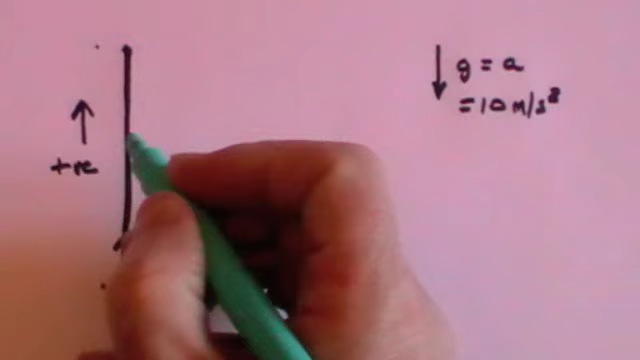 +ve
g = a
= 10 m/s²